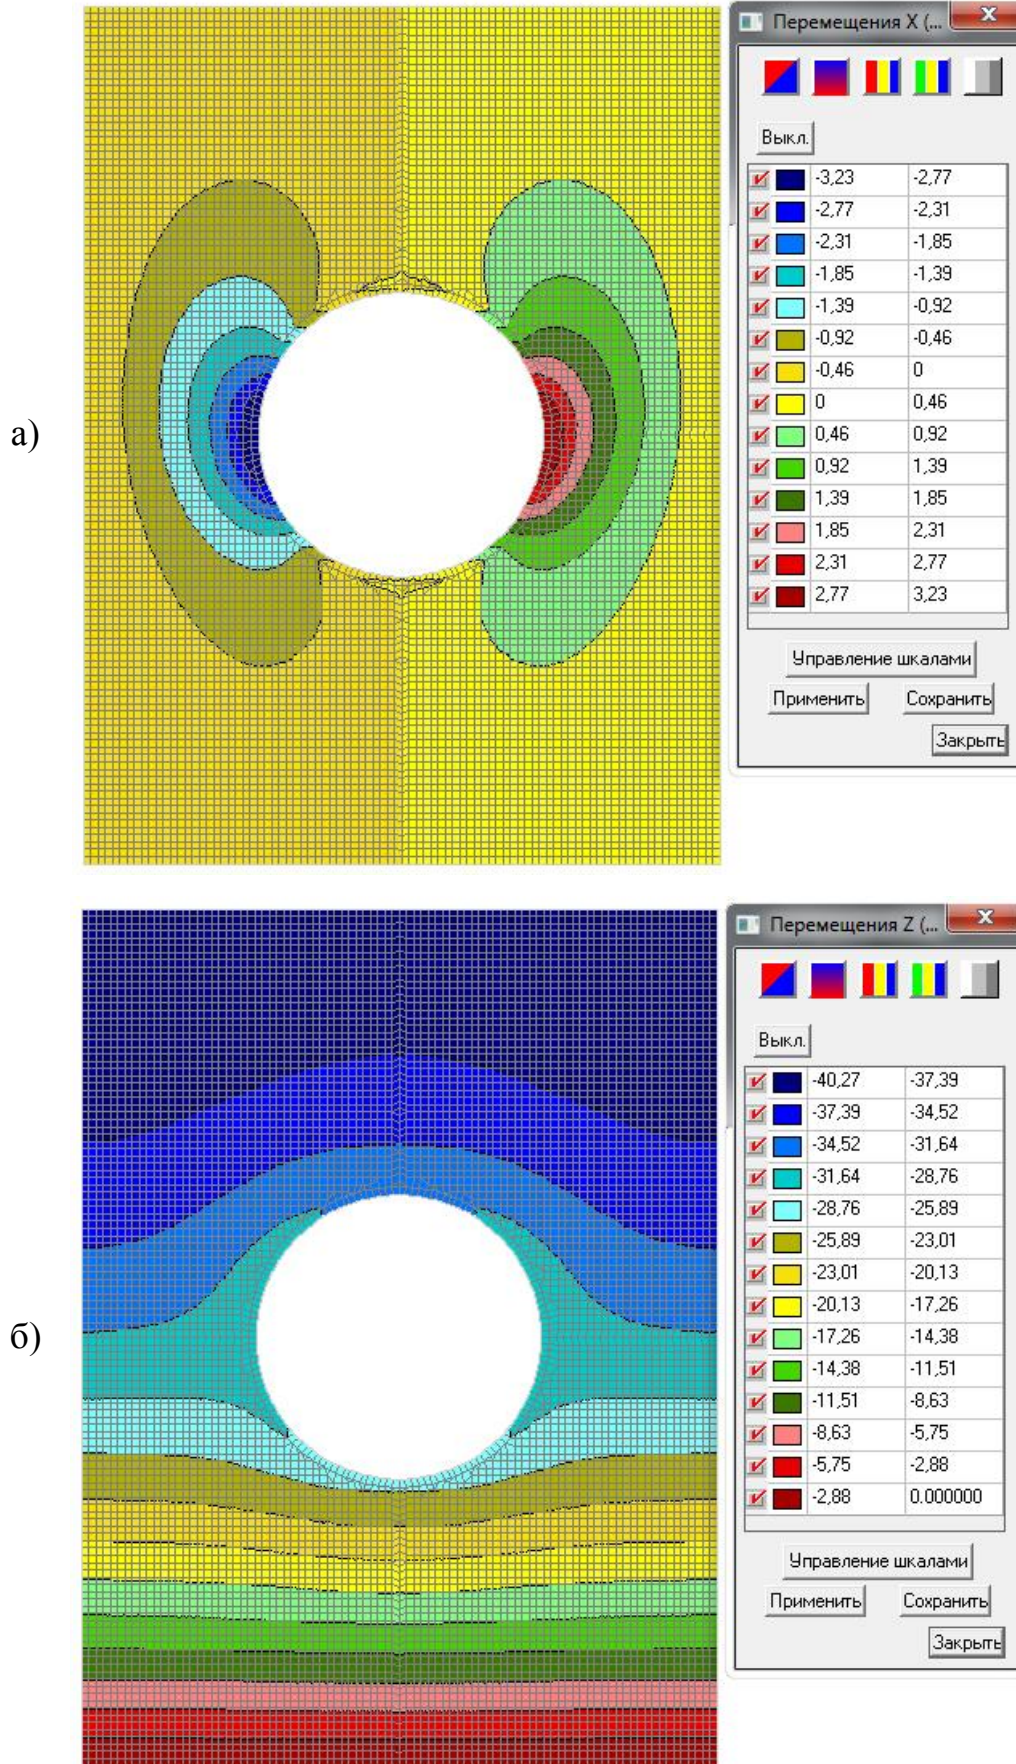 Перемещения X (...
Выкл.
-3,23 -2,77
-2,77 -2,31
-2,31 -1,85
-1,85 -1,39
-1,39 -0,92
-0,92 -0,46
-0,46 0
0 0,46
0,46 0,92
0,92 1,39
1,39 1,85
1,85 2,31
2,31 2,77
2,77 3,23
Управление шкалами
Применить Сохранить
Закрыть
а)
Перемещения Z (...
Выкл.
-40,27 -37,39
-37,39 -34,52
-34,52 -31,64
-31,64 -28,76
-28,76 -25,89
-25,89 -23,01
-23,01 -20,13
-20,13 -17,26
-17,26 -14,38
-14,38 -11,51
-11,51 -8,63
-8,63 -5,75
-5,75 -2,88
-2,88 0.000000
Управление шкалами
Применить Сохранить
Закрыть
б)